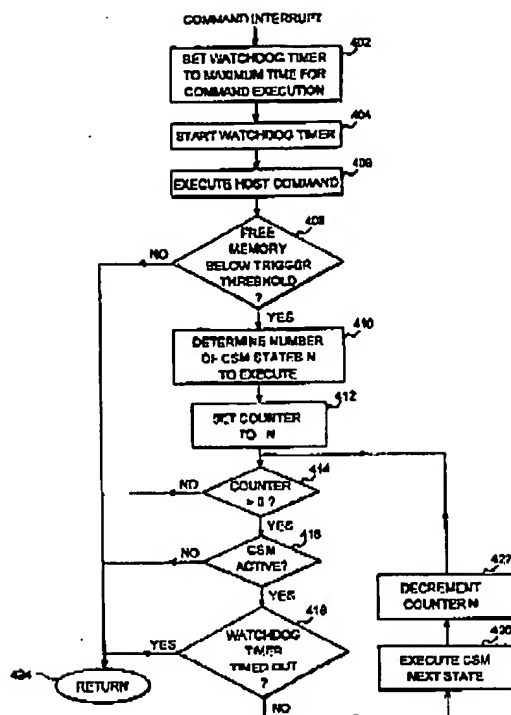 COMMAND INTERRUPT
402
SET WATCHDOG TIMER
TO MAXIMUM TIME FOR
COMMAND EXECUTION
404
START WATCHDOG TIMER
EXECUTE HOST COMMAND
FREE
MEMORY
BELOW TRIGGER
THRESHOLD
?
NO
YES
410
DETERMINE NUMBER
OF CSM STATES N
TO EXECUTE
412
SET COUNTER
TO N
414
COUNTER
> 0 ?
NO
YES
416
CSM
ACTIVE?
NO
YES
418
WATCHDOG
TIMER
TIMED OUT
?
YES
NO
424
RETURN
DECREMENT
COUNTER N
EXECUTE CSM
NEXT STATE